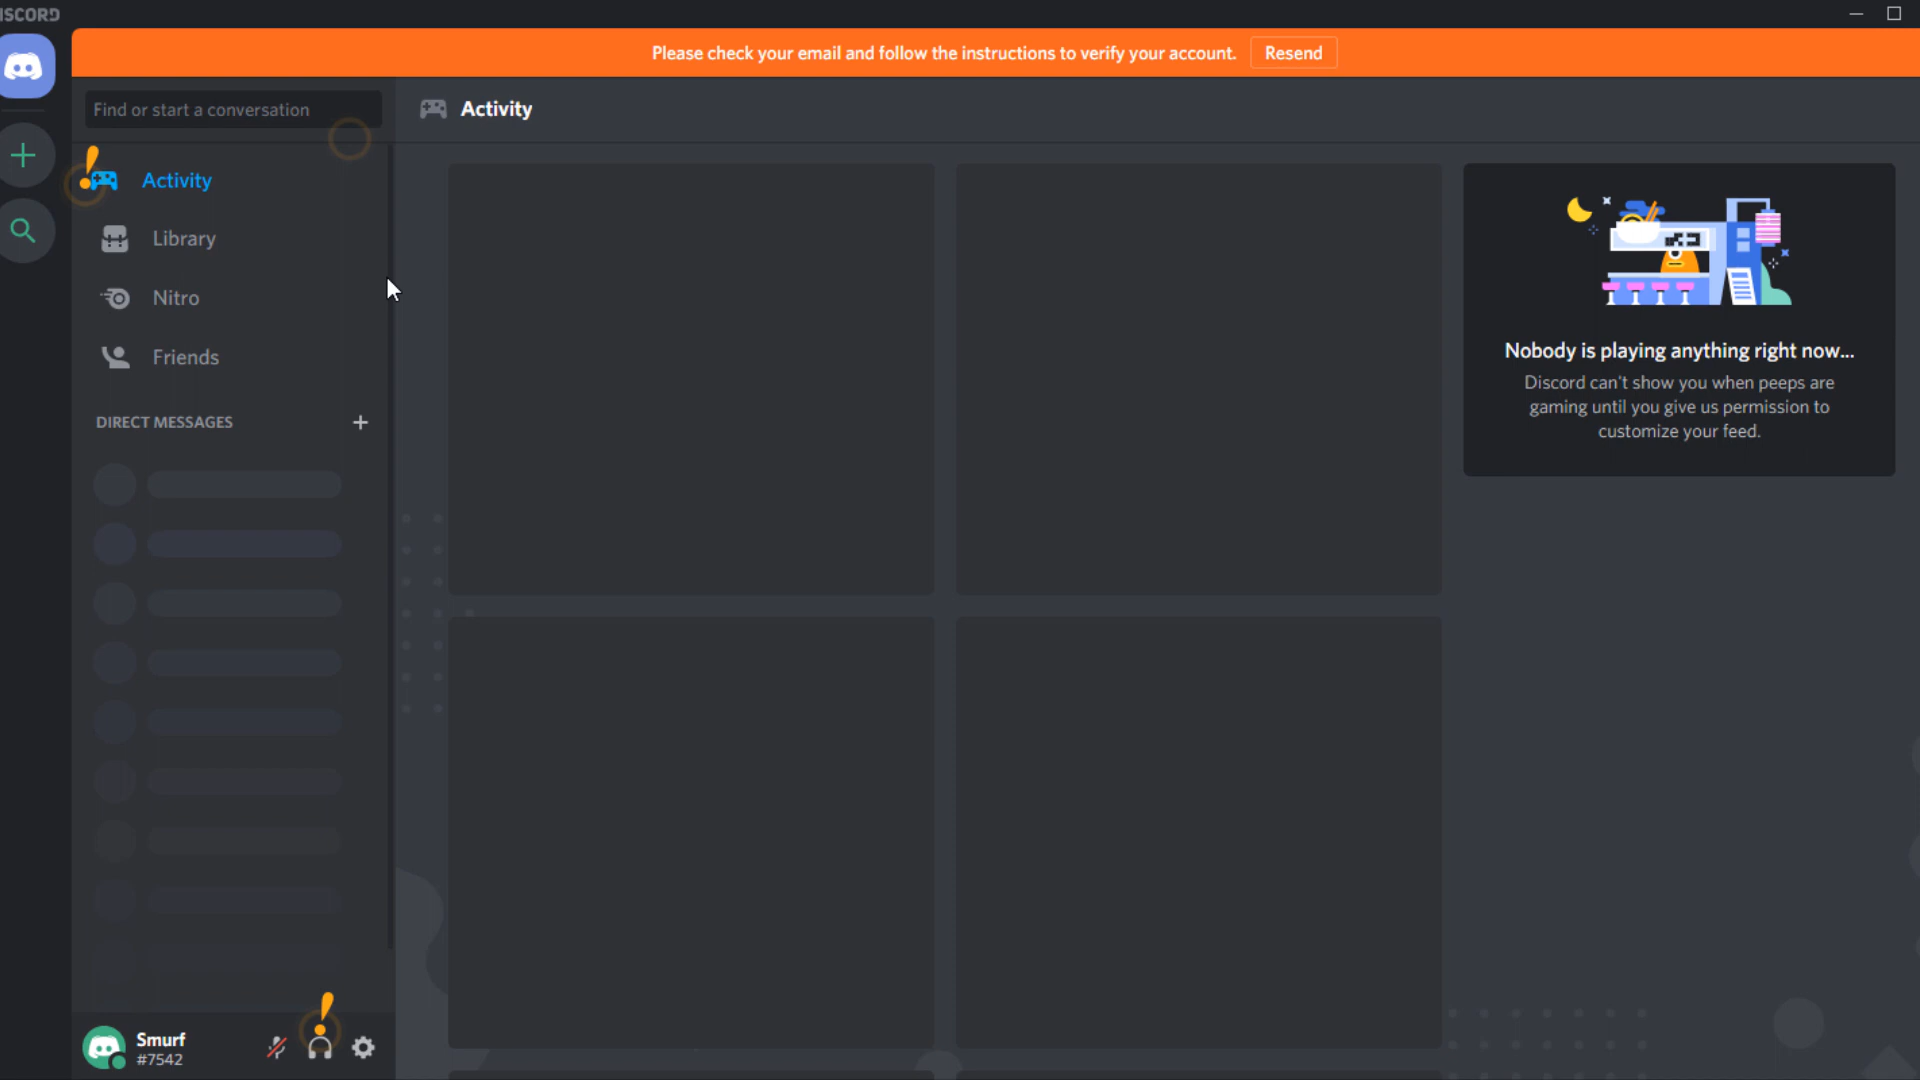 ISCORD
Please check your email and follow the instructions to verify your account. Resend
Find or start a conversation
Activity
Activity
Library
Nitro
Friends
DIRECT MESSAGES
Nobody is playing anything right now...
Discord can't show you when peeps are
gaming until you give us permission to
customize your feed.
Smurf
#7542